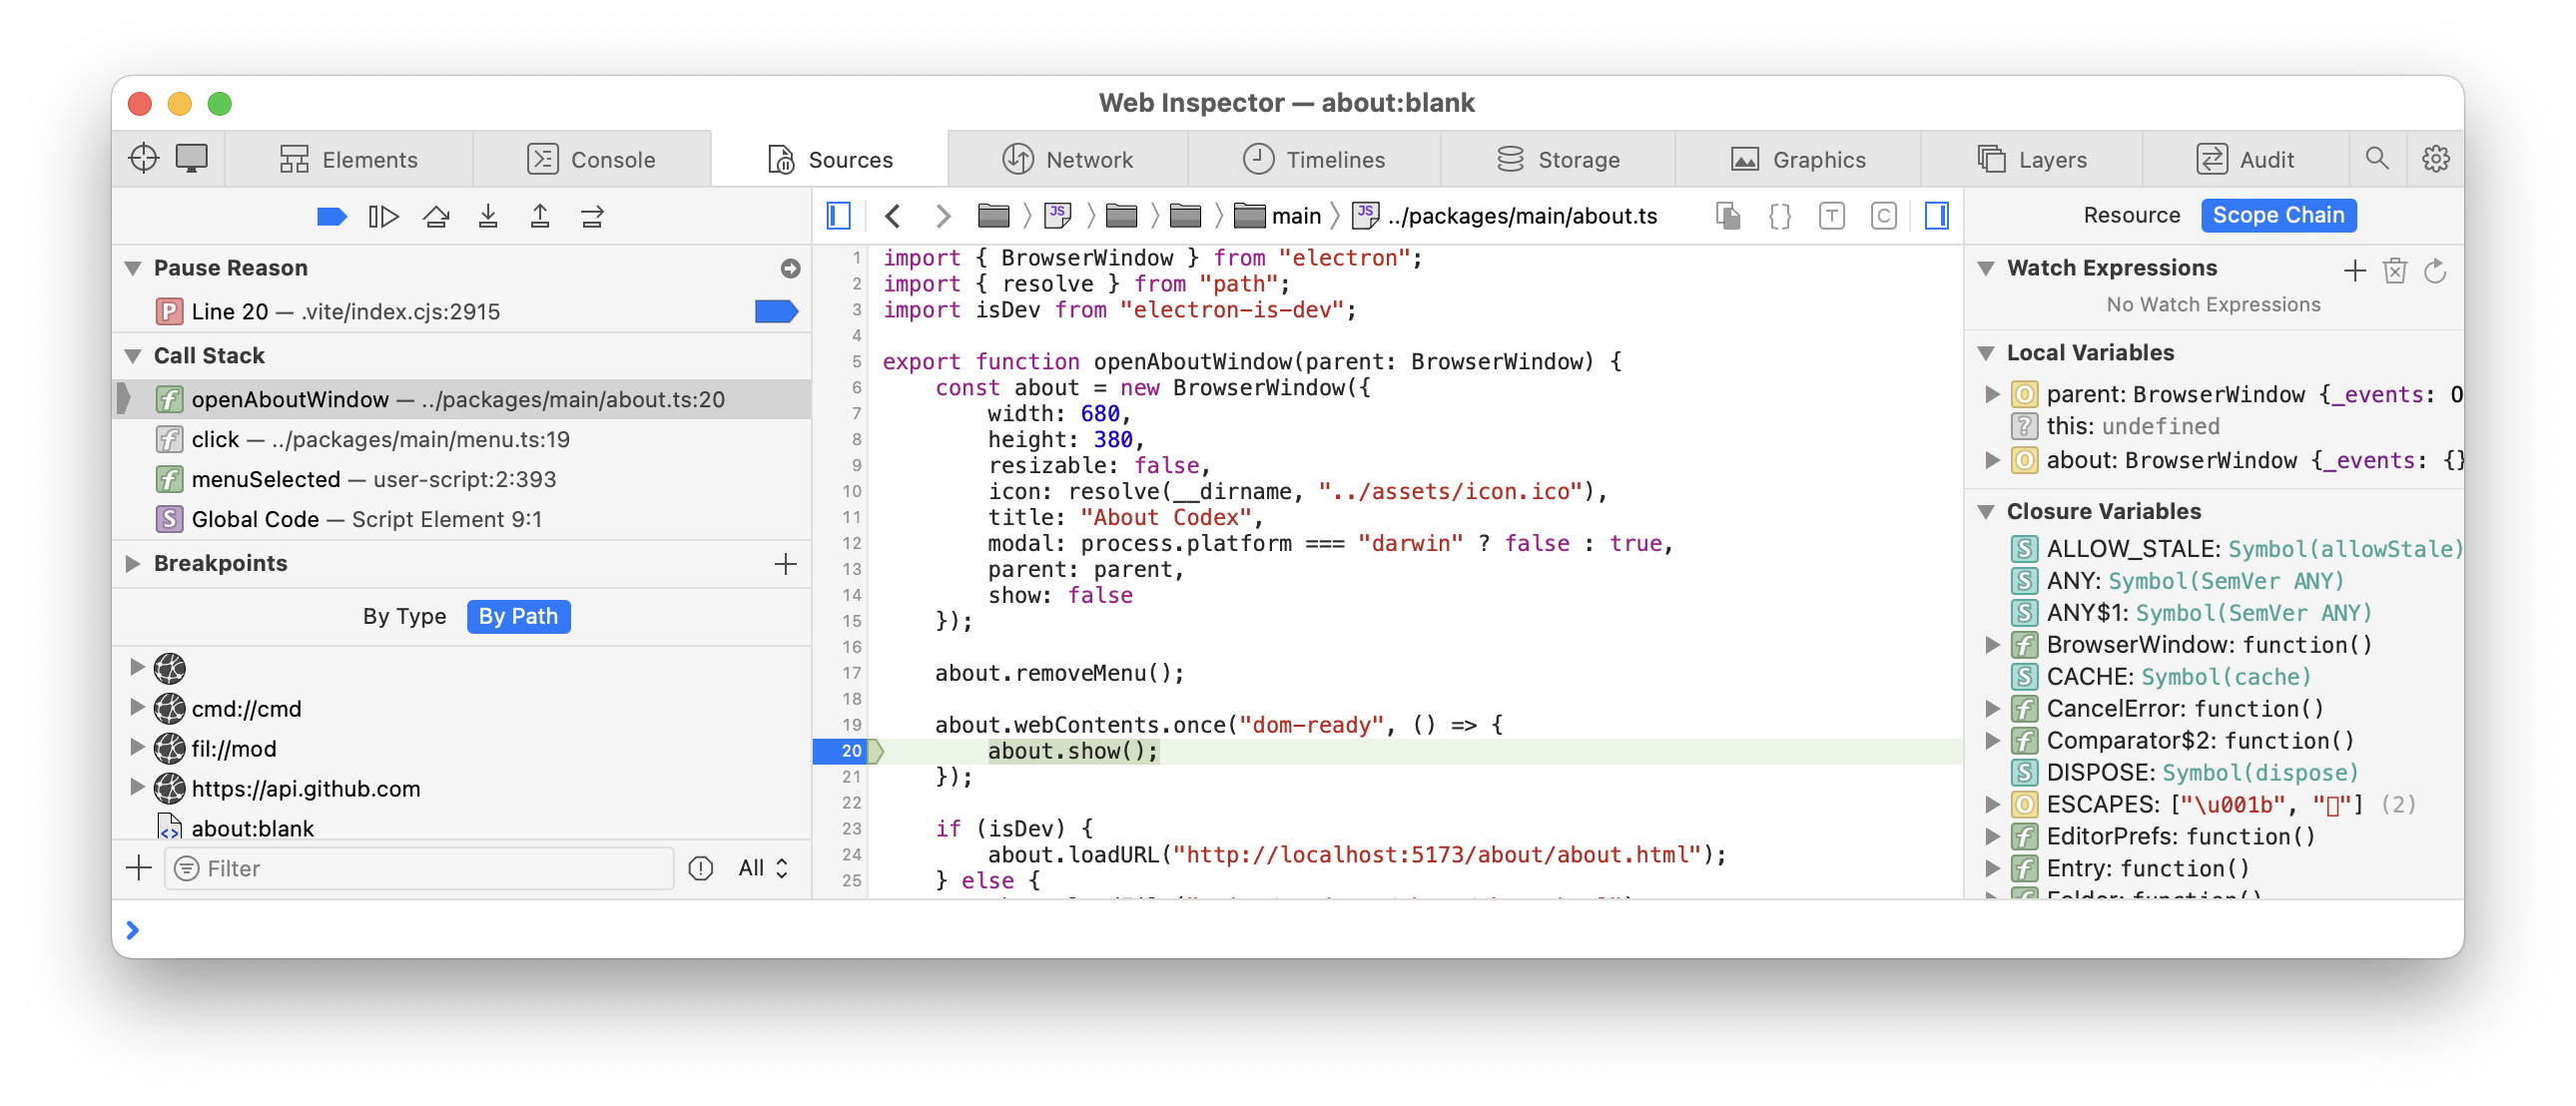 Web Inspector — about:blank
Elements
Console
Sources
Network
Timelines
Storage
Graphics
Layers
Audit
main
../packages/main/about.ts
Resource
Scope Chain
Pause Reason
Line 20 — .vite/index.cjs:2915
Call Stack
openAboutWindow — ../packages/main/about.ts:20
click — ../packages/main/menu.ts:19
menuSelected — user-script:2:393
Global Code — Script Element 9:1
Breakpoints
By Type
By Path
cmd://cmd
fil://mod
https://api.github.com
about:blank
Filter
All
1 import { BrowserWindow } from "electron";
2 import { resolve } from "path";
3 import isDev from "electron-is-dev";
4
5 export function openAboutWindow(parent: BrowserWindow) {
6 const about = new BrowserWindow({
7 width: 680,
8 height: 380,
9 resizable: false,
10 icon: resolve(__dirname, "../assets/icon.ico"),
11 title: "About Codex",
12 modal: process.platform === "darwin" ? false : true,
13 parent: parent,
14 show: false
15 });
16
17 about.removeMenu();
18
19 about.webContents.once("dom-ready", () => {
20 about.show();
21 });
22
23 if (isDev) {
24 about.loadURL("http://localhost:5173/about/about.html");
25 } else {
Watch Expressions
No Watch Expressions
Local Variables
parent: BrowserWindow {_events: O
this: undefined
about: BrowserWindow {_events: {}
Closure Variables
ALLOW_STALE: Symbol(allowStale)
ANY: Symbol(SemVer ANY)
ANY$1: Symbol(SemVer ANY)
BrowserWindow: function()
CACHE: Symbol(cache)
CancelError: function()
Comparator$2: function()
DISPOSE: Symbol(dispose)
ESCAPES: ["\u001b", "▯"] (2)
EditorPrefs: function()
Entry: function()
Folder: function()